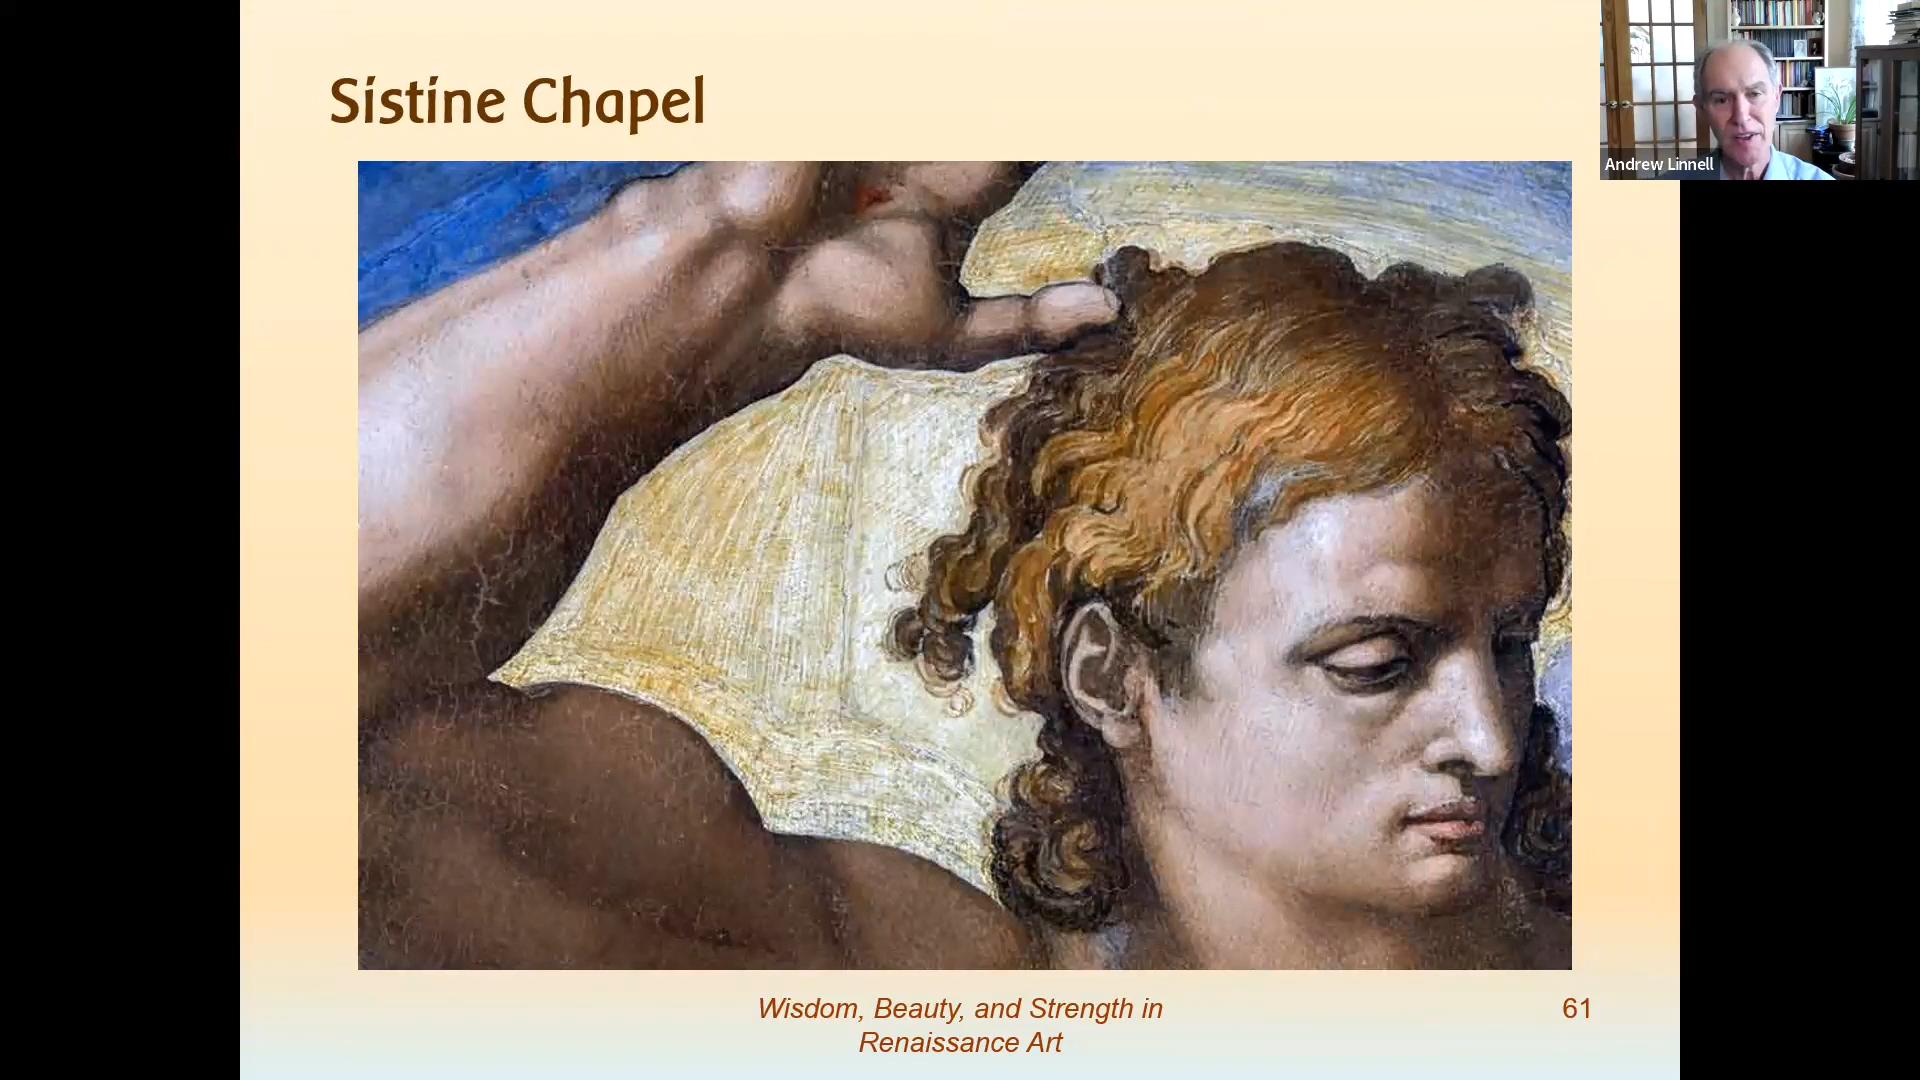 Sistine Chapel
Andrew Linnell
Wisdom, Beauty, and Strength in
Renaissance Art
61